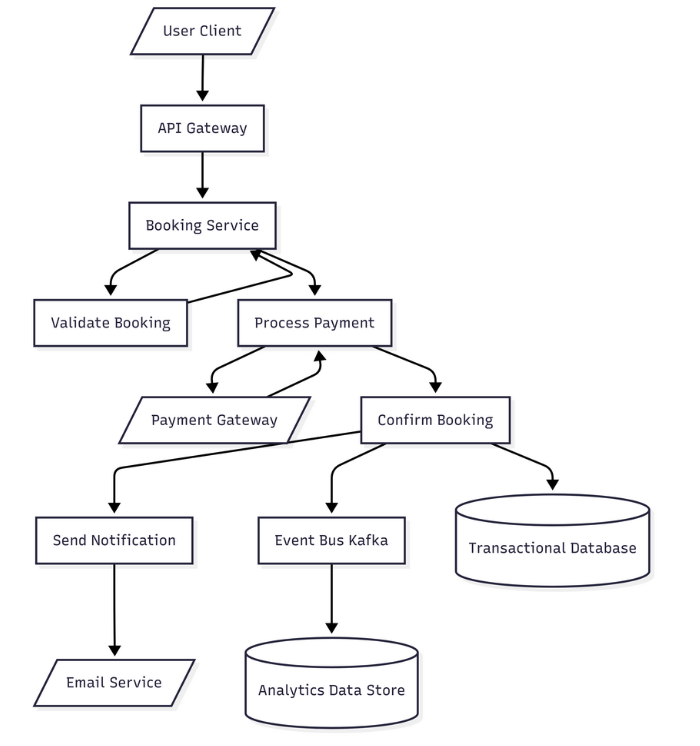 User Client
API Gateway
Booking Service
Validate Booking
Process Payment
Payment Gateway
Confirm Booking
Send Notification
Event Bus Kafka
Transactional Database
Email Service
Analytics Data Store